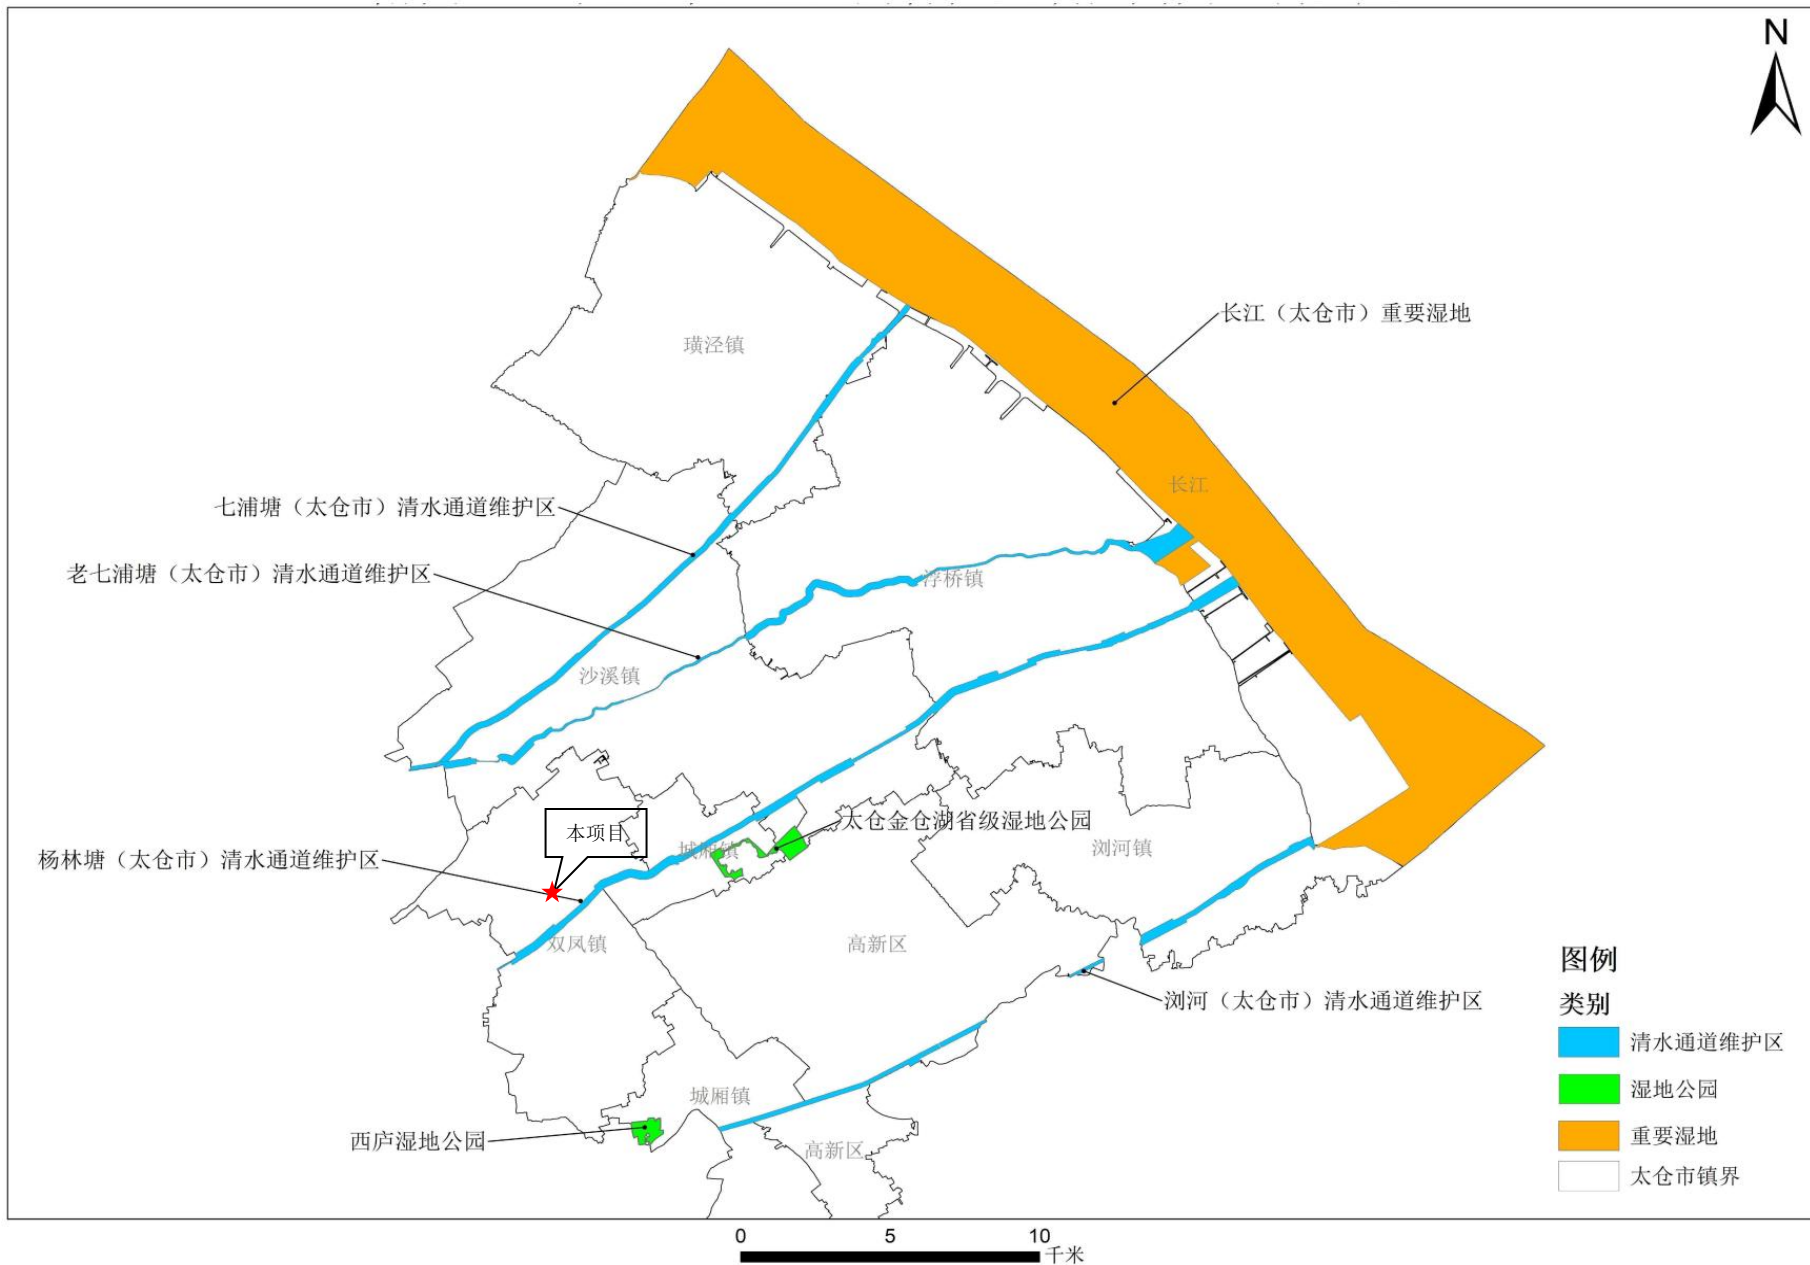 N
长江（太仓市）重要湿地
璜泾镇
长江
七浦塘（太仓市）清水通道维护区
老七浦塘（太仓市）清水通道维护区
浮桥镇
沙溪镇
太仓金仓湖省级湿地公园
本项目
城厢镇
浏河镇
杨林塘（太仓市）清水通道维护区
双凤镇
高新区
浏河（太仓市）清水通道维护区
城厢镇
西庐湿地公园
高新区
图例
类别
清水通道维护区
湿地公园
重要湿地
太仓市镇界
0 5 10
千米